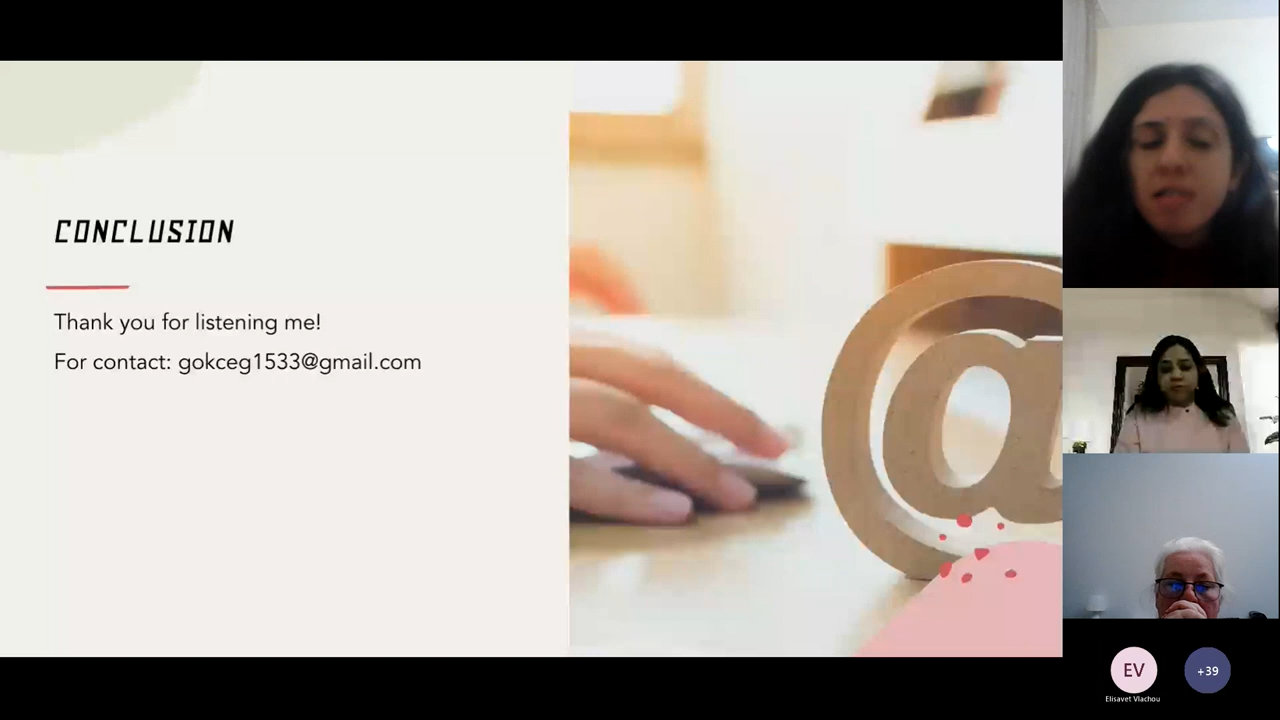 CONCLUSION
Thank you for listening me!
For contact: gokceg1533@gmail.com
@
EV
+39
Elisavet Vlachou